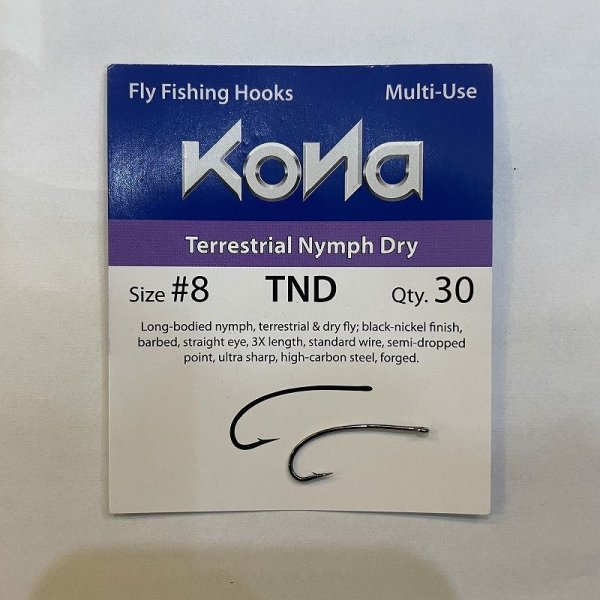 Fly Fishing Hooks Multi-Use
Kona
Terrestrial Nymph Dry
Size #8 TND Qty. 30
Long-bodied nymph, terrestrial & dry fly; black-nickel finish,
barbed, straight eye, 3X length, standard wire, semi-dropped
point, ultra sharp, high-carbon steel, forged.